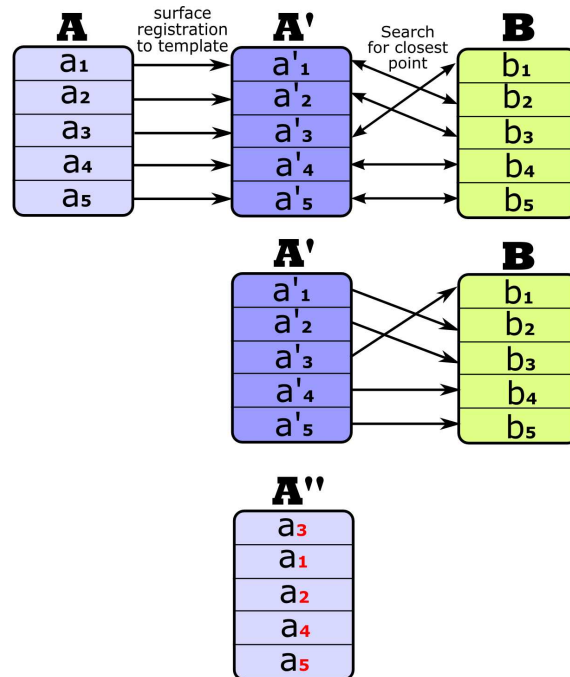 A
surface
registration
to template
A'
Search
for closest
point
B
a1
a2
a3
a4
a5
a'1
a'2
a'3
a'4
a'5
b1
b2
b3
b4
b5
A'
B
a'1
a'2
a'3
a'4
a'5
b1
b2
b3
b4
b5
A''
a3
a1
a2
a4
a5